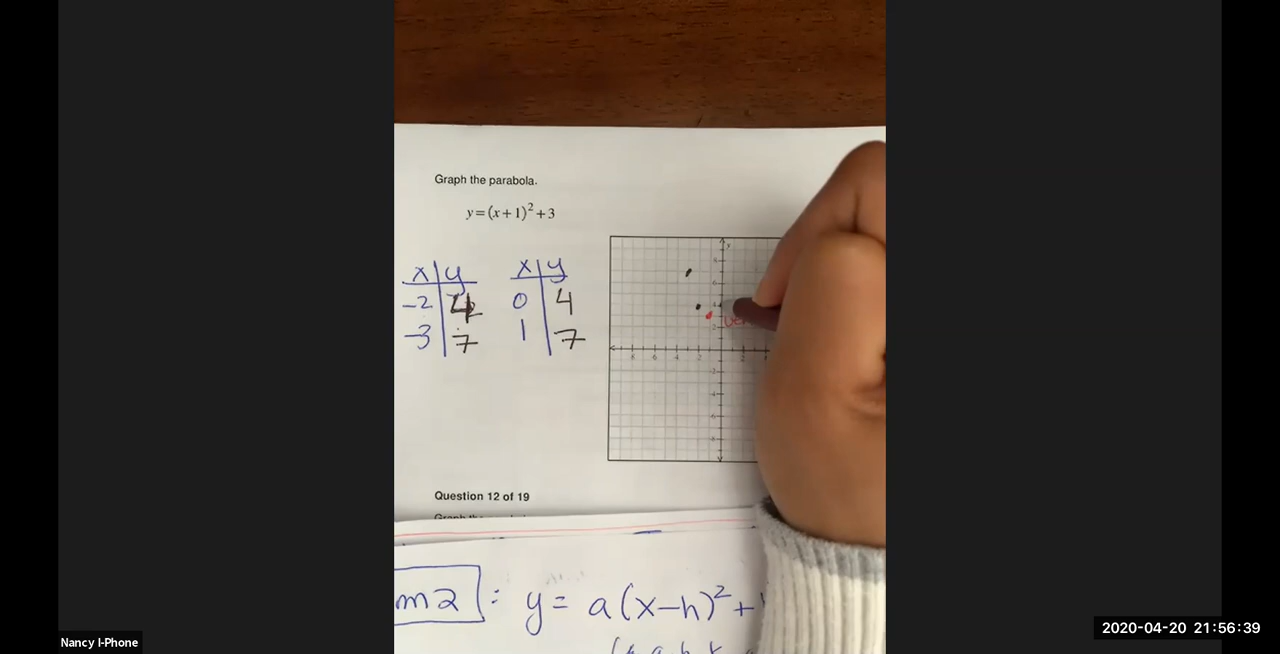 Graph the parabola.
y=(x+1)²+3
x | y
-2 | 4
-3 | 7
x | y
0 | 4
1 | 7
y
Question 12 of 19
m2 : y= a(x-h)²+
Nancy I-Phone
2020-04-20 21:56:39